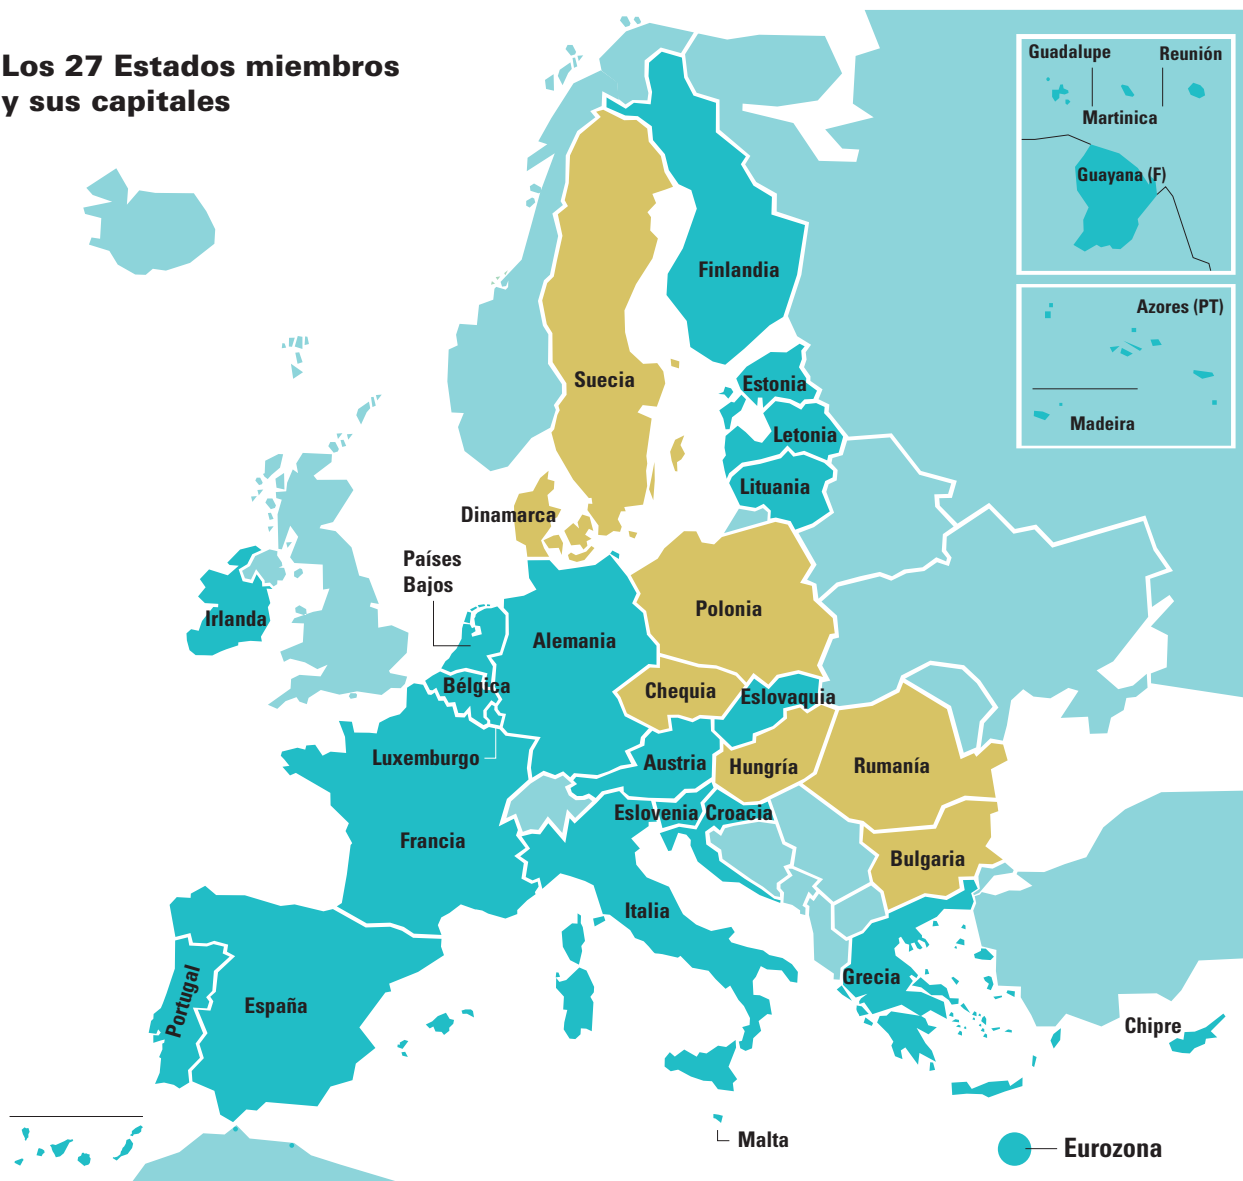 Los 27 Estados miembros
y sus capitales
Guadalupe
Reunión
Martinica
Guayana (F)
Azores (PT)
Madeira
Finlandia
Suecia
Estonia
Letonia
Lituania
Dinamarca
Países
Bajos
Irlanda
Polonia
Alemania
Bélgica
Chequia
Eslovaquia
Luxemburgo
Austria
Hungría
Rumanía
Eslovenia
Croacia
Francia
Bulgaria
Italia
Portugal
España
Grecia
Chipre
Malta
Eurozona